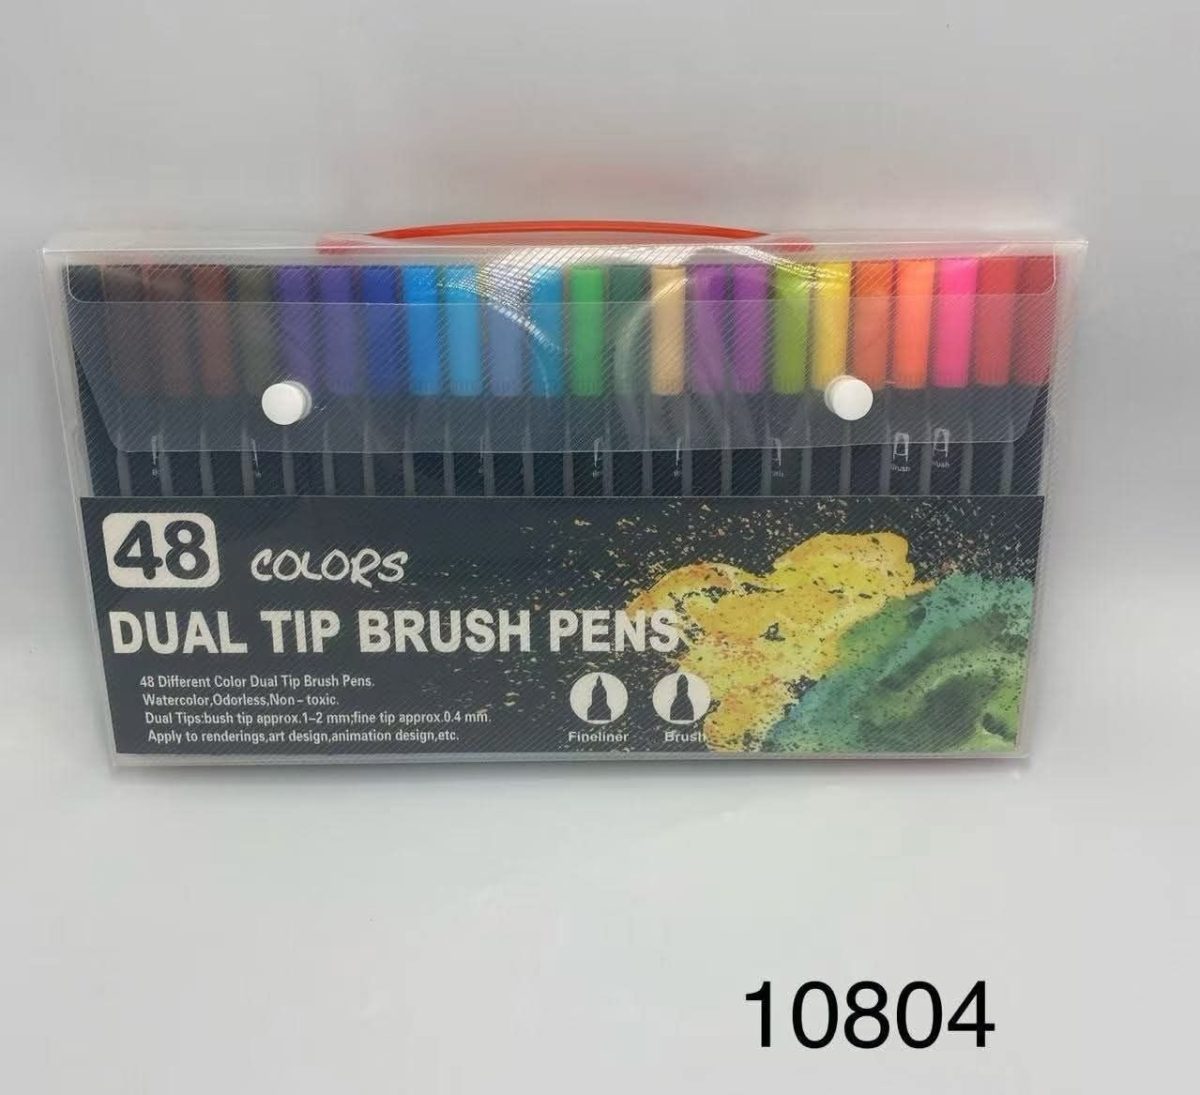 Brush
48 COLORS
DUAL TIP BRUSH PENS
48 Different Color Dual Tip Brush Pens.
Watercolor,Odorless,Non-toxic.
Dual Tips:bush tip approx.1-2 mm;fine tip approx.0.4 mm.
Apply to renderings,art design,animation design,etc.
Fineliner Brush
10804